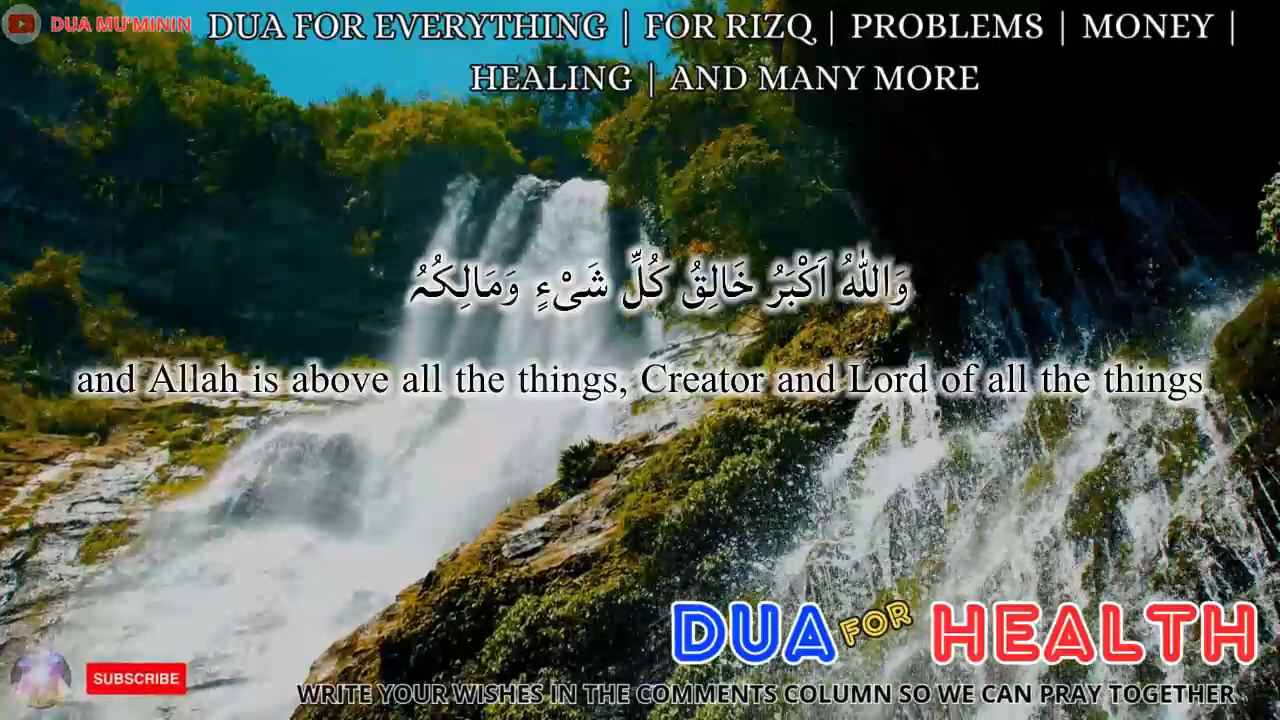 DUA MU'MININ
DUA FOR EVERYTHING | FOR RIZQ | PROBLEMS | MONEY |
HEALING | AND MANY MORE
وَاللّٰهُ اَكْبَرُ خَالِقُ كُلِّ شَىْءٍ وَمَالِكُهُ
and Allah is above all the things, Creator and Lord of all the things
DUA FOR HEALTH
SUBSCRIBE
WRITE YOUR WISHES IN THE COMMENTS COLUMN SO WE CAN PRAY TOGETHER